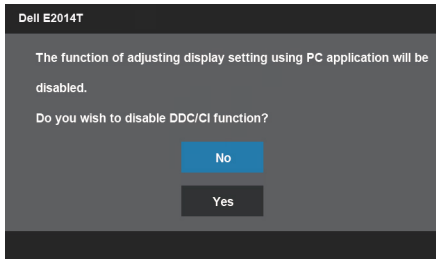 Dell E2014T
The function of adjusting display setting using PC application will be
disabled.
Do you wish to disable DDC/CI function?
No
Yes